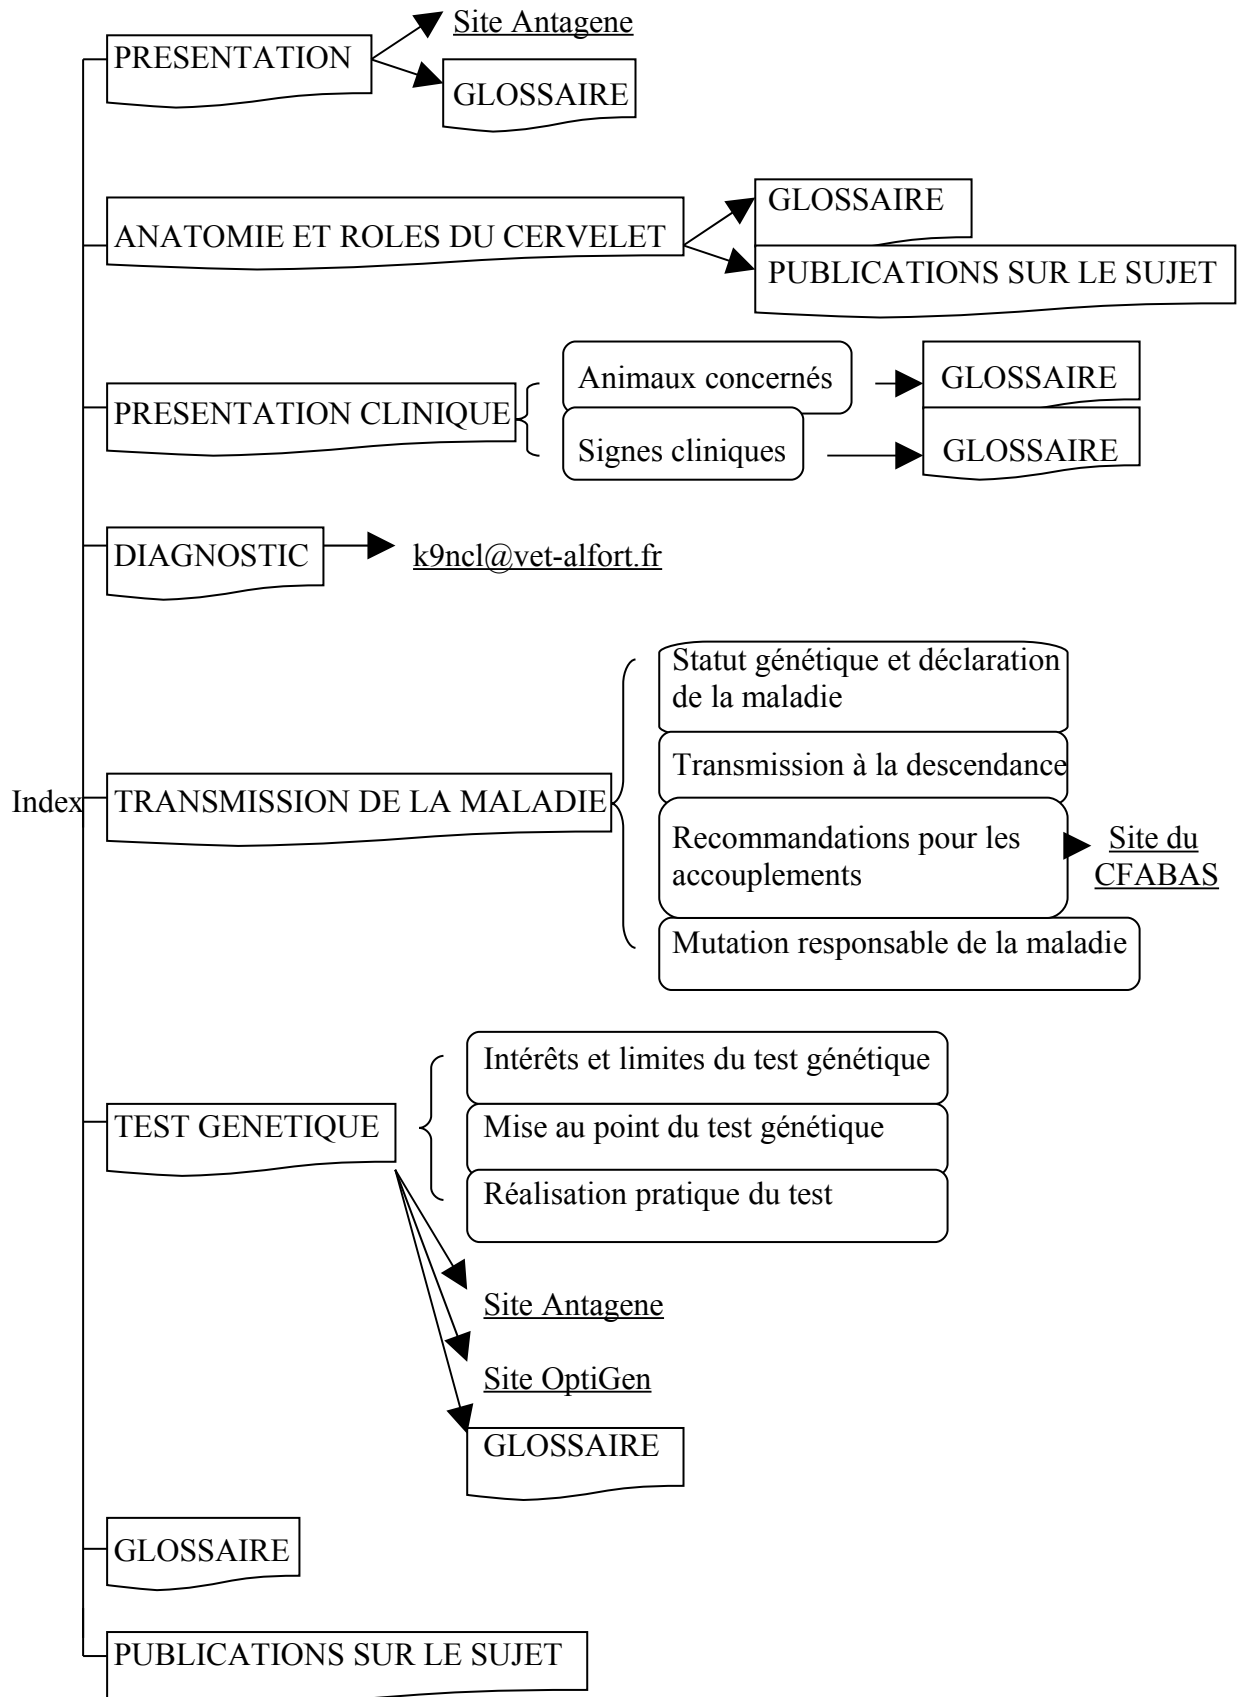 Site Antagene
PRESENTATION
GLOSSAIRE
GLOSSAIRE
ANATOMIE ET ROLES DU CERVELET
PUBLICATIONS SUR LE SUJET
Animaux concernés
GLOSSAIRE
PRESENTATION CLINIQUE
Signes cliniques
GLOSSAIRE
DIAGNOSTIC
k9ncl@vet-alfort.fr
Statut génétique et déclaration
de la maladie
Transmission à la descendance
Index
TRANSMISSION DE LA MALADIE
Recommandations pour les
accouplements
Site du
CFABAS
Mutation responsable de la maladie
Intérêts et limites du test génétique
TEST GENETIQUE
Mise au point du test génétique
Réalisation pratique du test
Site Antagene
Site OptiGen
GLOSSAIRE
GLOSSAIRE
PUBLICATIONS SUR LE SUJET